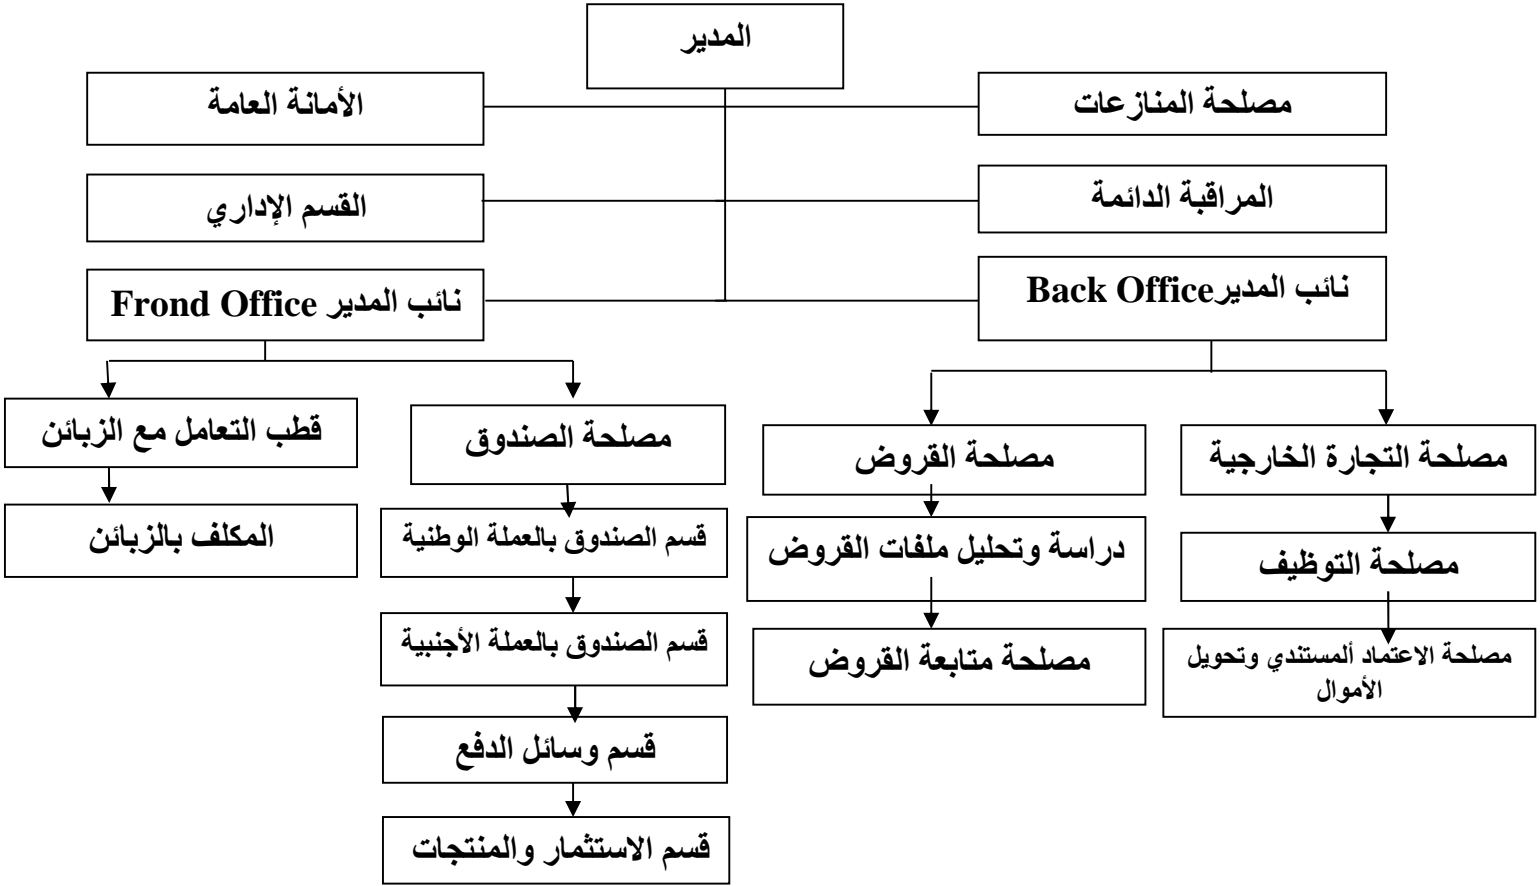 المدير
مصلحة المنازعات
الأمانة العامة
المراقبة الدائمة
القسم الإداري
نائب المديرBack Office
نائب المدير Frond Office
مصلحة التجارة الخارجية
مصلحة القروض
مصلحة الصندوق
قطب التعامل مع الزبائن
مصلحة التوظيف
دراسة وتحليل ملفات القروض
قسم الصندوق بالعملة الوطنية
المكلف بالزبائن
مصلحة الاعتماد ألمستندي وتحويل
الأموال
مصلحة متابعة القروض
قسم الصندوق بالعملة الأجنبية
قسم وسائل الدفع
قسم الاستثمار والمنتجات